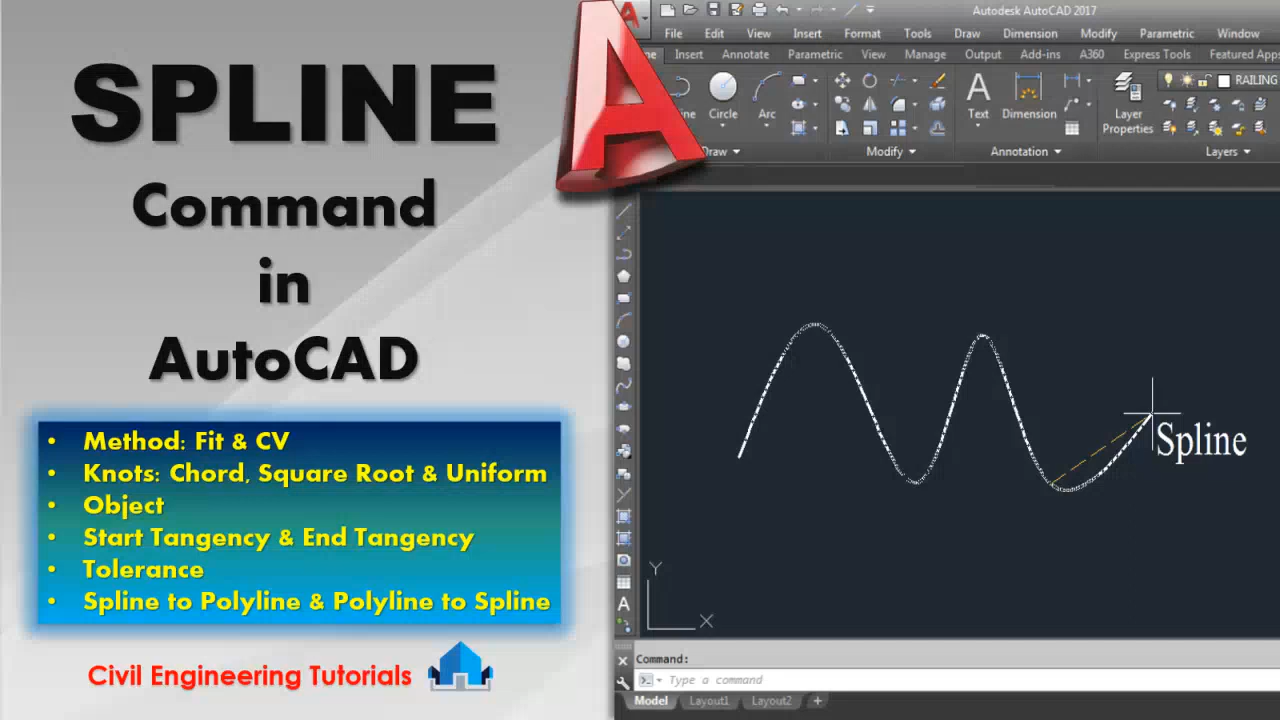 SPLINE
Command
in
AutoCAD
• Method: Fit & CV
• Knots: Chord, Square Root & Uniform
• Object
• Start Tangency & End Tangency
• Tolerance
• Spline to Polyline & Polyline to Spline
Civil Engineering Tutorials
A
Autodesk AutoCAD 2017
File Edit View Insert Format Tools Draw Dimension Modify Parametric Window
Insert Annotate Parametric View Manage Output Add-ins A360 Express Tools Featured Apps
RAILING
Circle Arc Text Dimension Layer
Properties
Draw Modify Annotation Layers
Spline
Y
X
A
Command:
Type a command
Model Layout1 Layout2 +